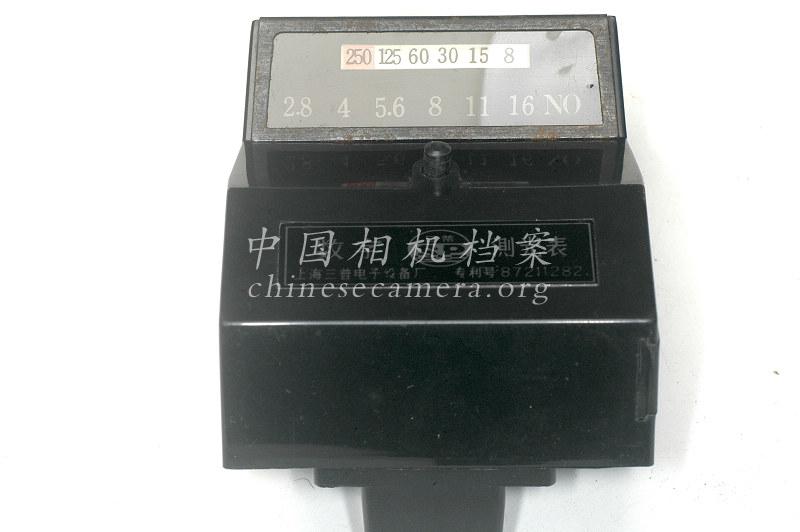 250 125 60 30 15 8
2.8 4 5.6 8 11 16 NO
中国相机档案
测 表
上海三普电子设备厂 专利号87211282.
chinesecamera.org